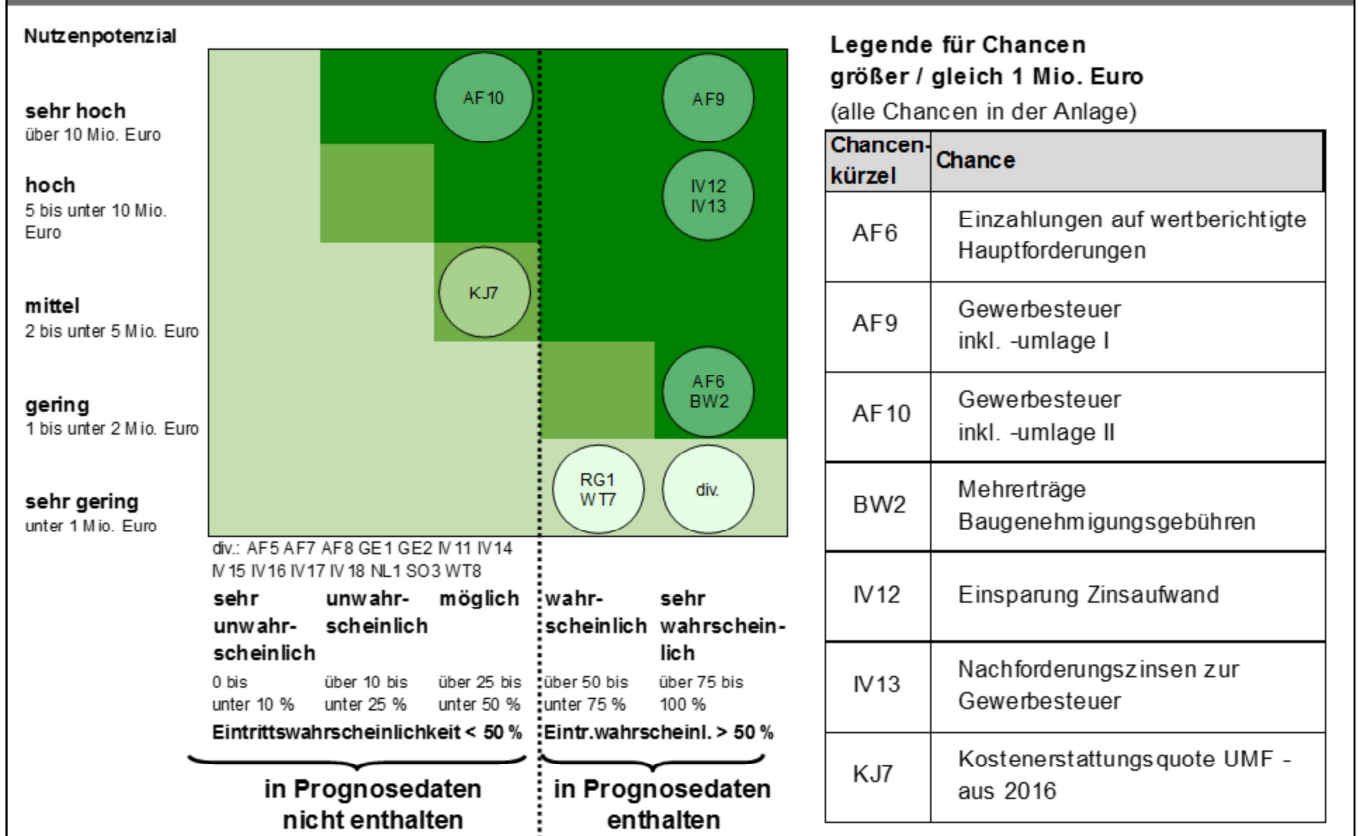 Nutzenpotenzial
sehr hoch
über 10 Mio. Euro
hoch
5 bis unter 10 Mio.
Euro
mittel
2 bis unter 5 Mio. Euro
gering
1 bis unter 2 Mio. Euro
sehr gering
unter 1 Mio. Euro
AF10
AF9
IV12
IV13
KJ7
AF6
BW2
RG1
WT7
div.
div.: AF5 AF7 AF8 GE1 GE2 IV11 IV14
IV15 IV16 IV17 IV18 NL1 SO3 WT8
sehr
unwahr-
scheinlich
unwahr-
scheinlich
möglich
wahr-
scheinlich
sehr
wahrschein-
lich
0 bis
unter 10 %
über 10 bis
unter 25 %
über 25 bis
unter 50 %
über 50 bis
unter 75 %
über 75 bis
100 %
Eintrittswahrscheinlichkeit < 50 %
Eintr.wahrscheinl. > 50 %
in Prognosedaten
nicht enthalten
in Prognosedaten
enthalten
Legende für Chancen
größer / gleich 1 Mio. Euro
(alle Chancen in der Anlage)
Chancen-
kürzel
Chance
AF6
Einzahlungen auf wertberichtigte
Hauptforderungen
AF9
Gewerbesteuer
inkl. -umlage I
AF10
Gewerbesteuer
inkl. -umlage II
BW2
Mehrerträge
Baugenehmigungsgebühren
IV12
Einsparung Zinsaufwand
IV13
Nachforderungszinsen zur
Gewerbesteuer
KJ7
Kostenerstattungsquote UMF -
aus 2016